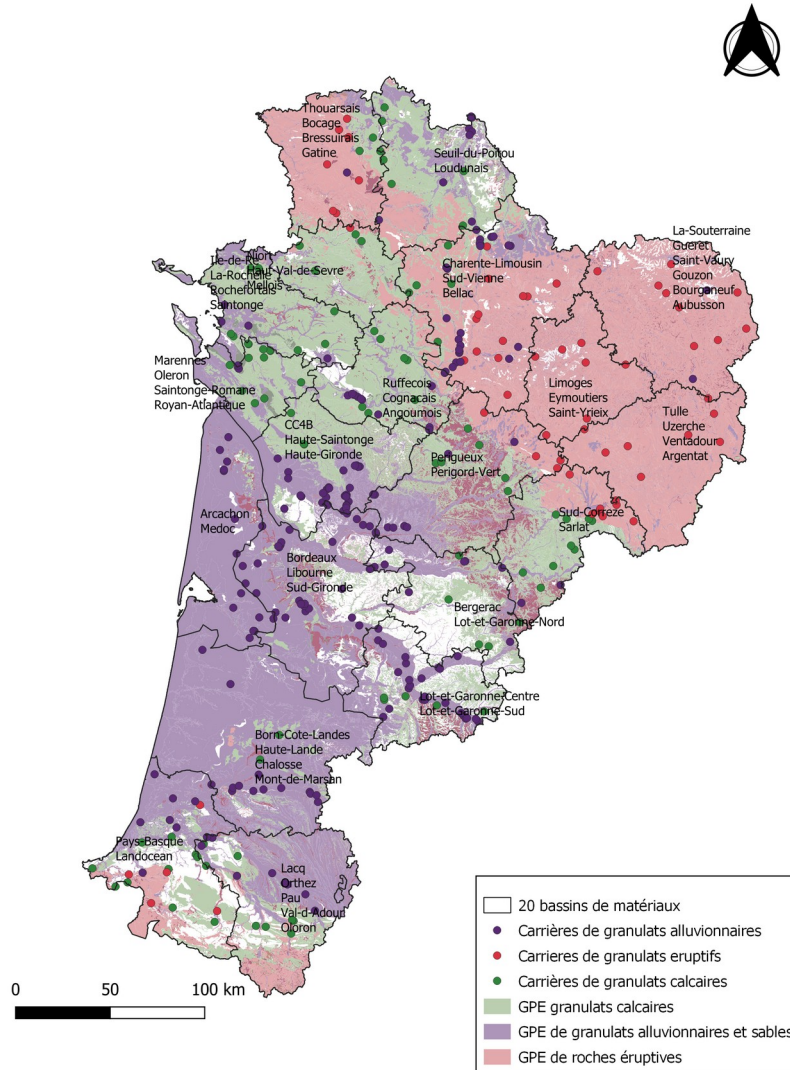 Thouarsais
Bocage
Bressuirais
Gatine
Seuil-du-Poitou
Loudunais
La-Souterraine
Gueret
Saint-Vaury
Gouzon
Bourganeuf
Aubusson
Niort
Haut-Val-de-Sevre
Mellois
Ile-de-Re
La-Rochelle
Rochefortais
Saintonge
Charente-Limousin
Sud-Vienne
Bellac
Marennes
Oleron
Saintonge-Romane
Royan-Atlantique
Ruffecois
Cognacais
Angoumois
Limoges
Eymoutiers
Saint-Yrieix
Tulle
Uzerche
Ventadour
Argentat
CC4B
Haute-Saintonge
Haute-Gironde
Perigueux
Perigord-Vert
Sud-Correze
Sarlat
Arcachon
Medoc
Bordeaux
Libourne
Sud-Gironde
Bergerac
Lot-et-Garonne-Nord
Lot-et-Garonne-Centre
Lot-et-Garonne-Sud
Born-Cote-Landes
Haute-Lande
Chalosse
Mont-de-Marsan
Pays-Basque
Landocean
Lacq
Orthez
Pau
Val-d-Adour
Oloron
0 50 100 km
20 bassins de matériaux
Carrières de granulats alluvionnaires
Carrieres de granulats eruptifs
Carrières de granulats calcaires
GPE granulats calcaires
GPE de granulats alluvionnaires et sables
GPE de roches éruptives